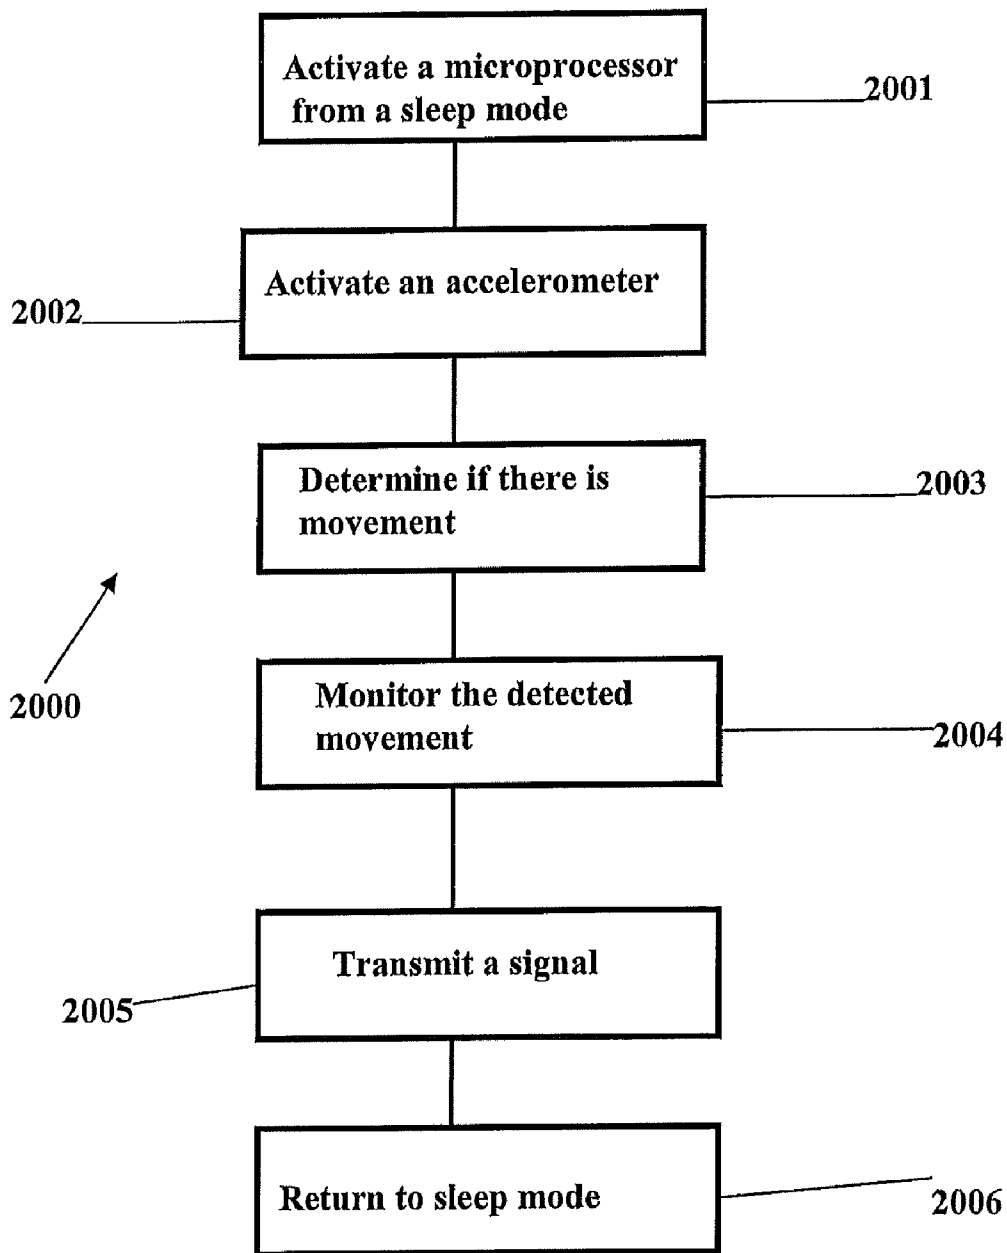 Activate a microprocessor
from a sleep mode
2001
Activate an accelerometer
2002
Determine if there is
movement
2003
2000
Monitor the detected
movement
2004
Transmit a signal
2005
Return to sleep mode
2006